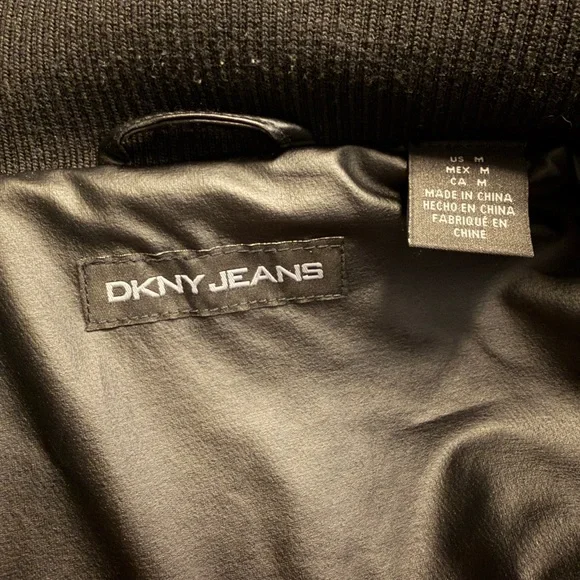 DKNY JEANS
US M
MEX M
CA M
MADE IN CHINA
HECHO EN CHINA
FABRIQUÉ EN
CHINE